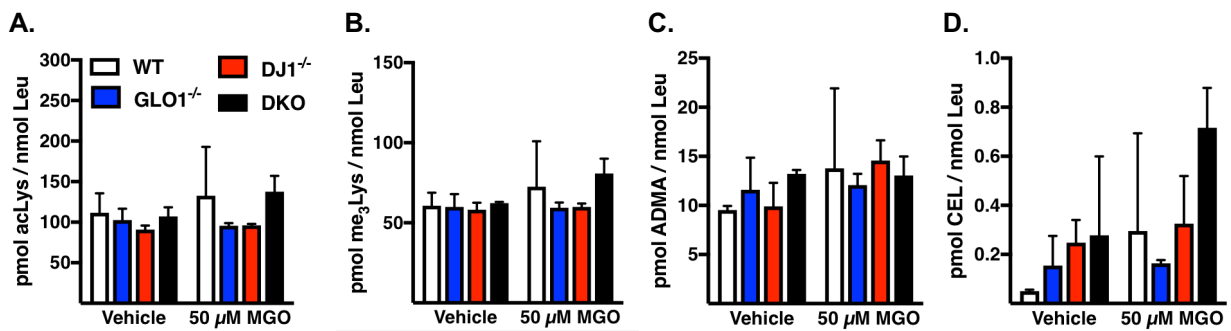 A.
pmol acLys / nmol Leu
300
250
200
150
100
50
WT
GLO1-/-
DJ1-/-
DKO
Vehicle
50 µM MGO
B.
pmol me3Lys / nmol Leu
150
100
50
Vehicle
50 µM MGO
C.
pmol ADMA / nmol Leu
25
20
15
10
5
Vehicle
50 µM MGO
D.
pmol CEL / nmol Leu
1.0
0.8
0.6
0.4
0.2
Vehicle
50 µM MGO